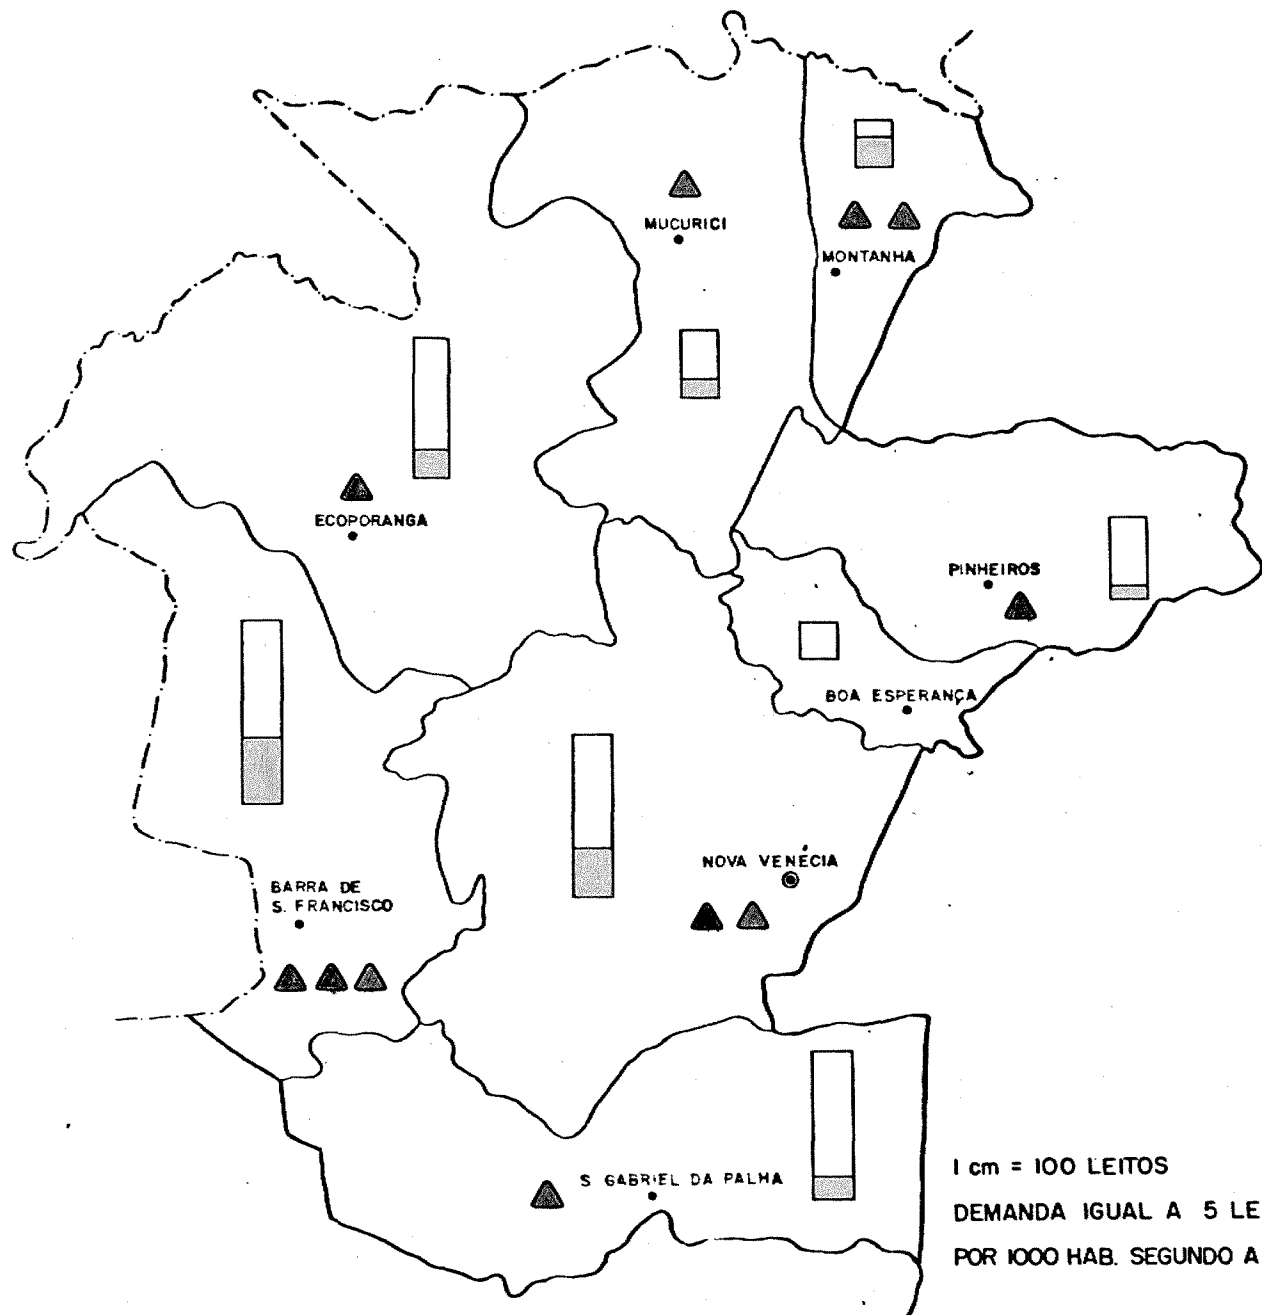 MUCURICI
MONTANHA
ECOPORANGA
PINHEIROS
BOA ESPERANÇA
NOVA VENÉCIA
BARRA DE
S. FRANCISCO
S GABRIEL DA PALHA
1 cm = 100 LEITOS
DEMANDA IGUAL A 5 LE
POR 1000 HAB. SEGUNDO A